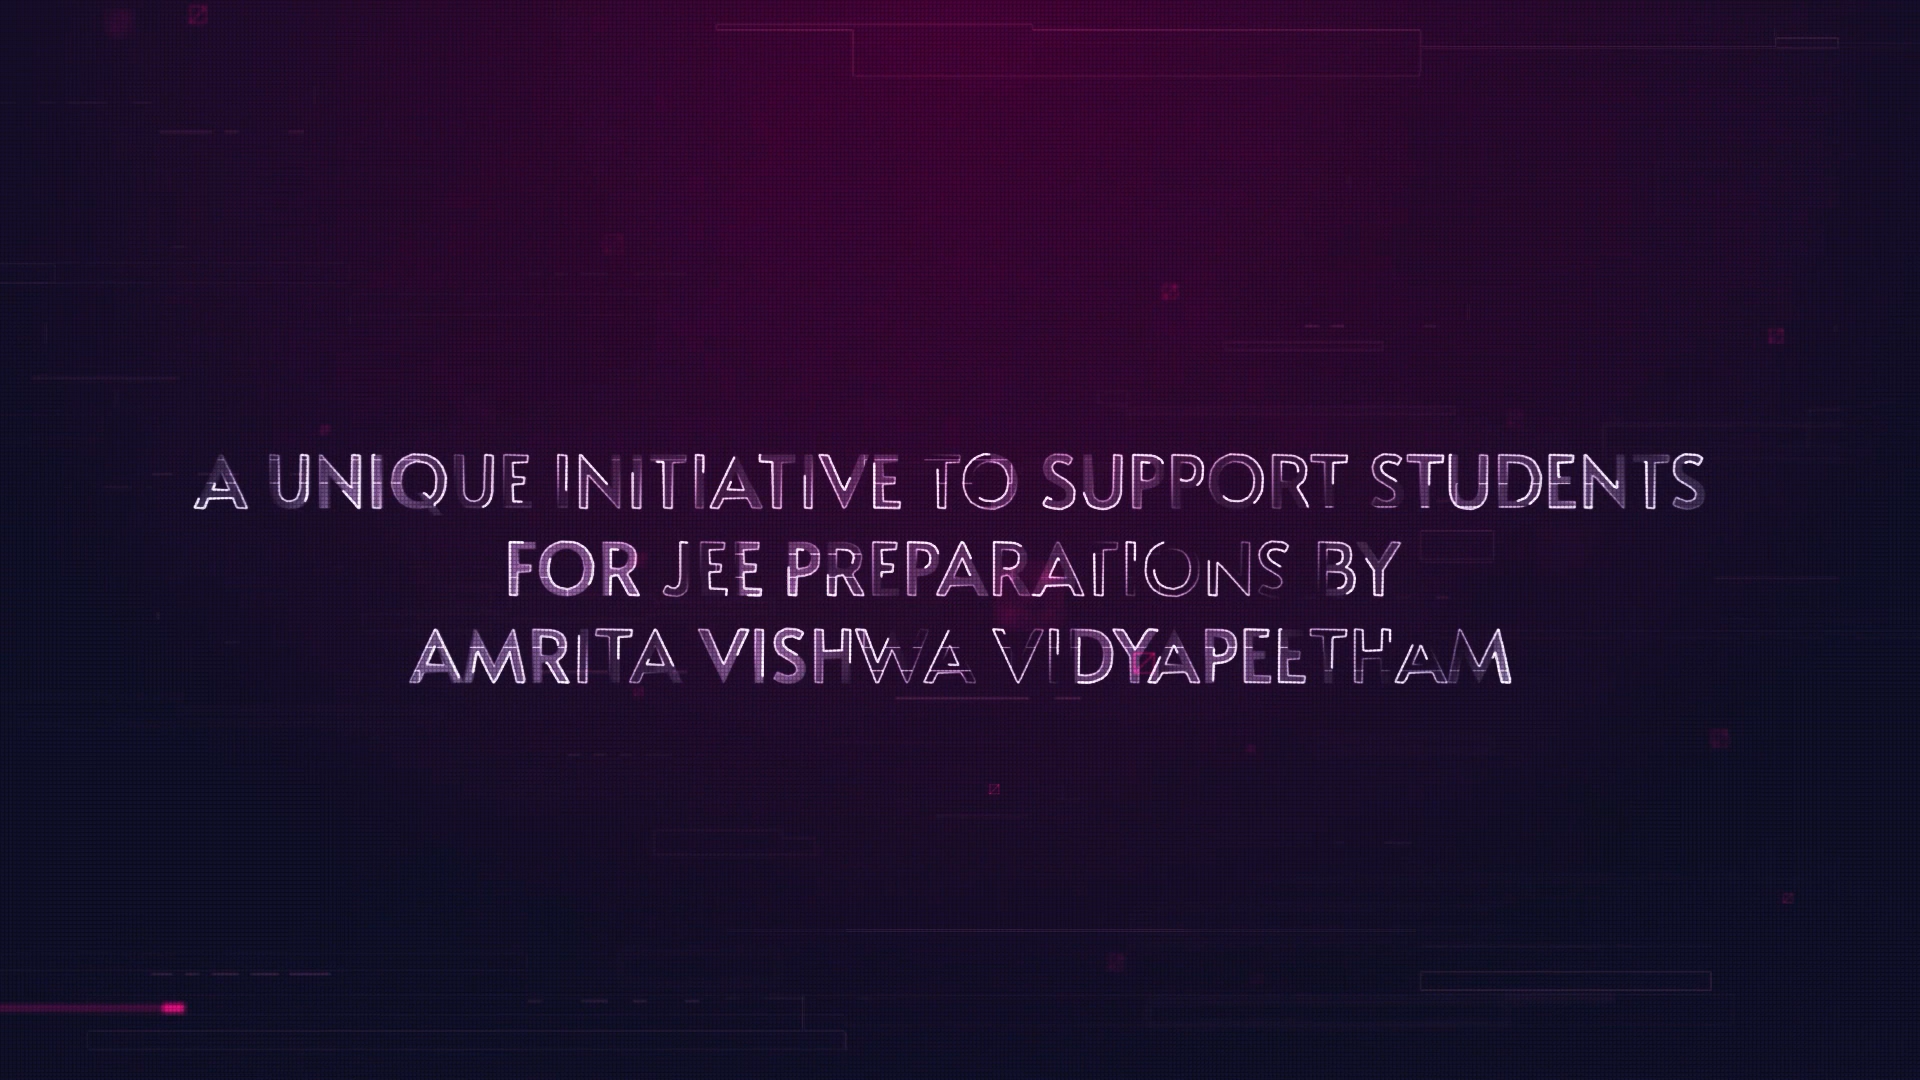 A UNIQUE INITIATIVE TO SUPPORT STUDENTS
FOR JEE PREPARATIONS BY
AMRITA VISHWA VIDYAPEETHAM